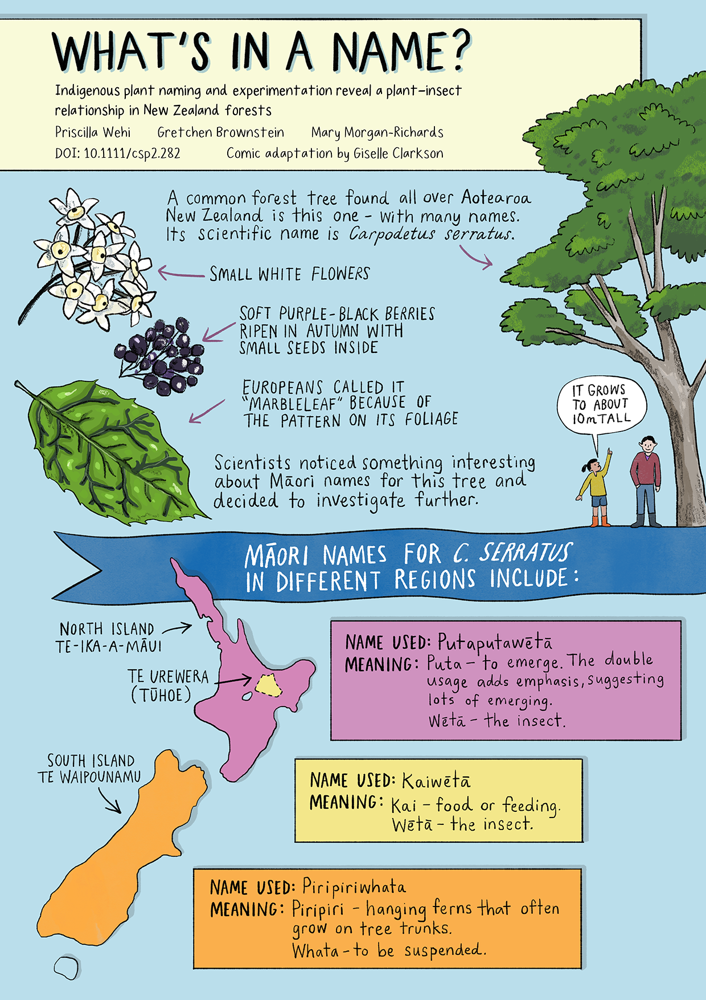 WHAT'S IN A NAME?
Indigenous plant naming and experimentation reveal a plant-insect
relationship in New Zealand forests
Priscilla Wehi Gretchen Brownstein Mary Morgan-Richards
DOI: 10.1111/csp2.282 Comic adaptation by Giselle Clarkson
A common forest tree found all over Aotearoa
New Zealand is this one - with many names.
Its scientific name is Carpodetus serratus.
SMALL WHITE FLOWERS
SOFT PURPLE-BLACK BERRIES
RIPEN IN AUTUMN WITH
SMALL SEEDS INSIDE
EUROPEANS CALLED IT
"MARBLELEAF" BECAUSE OF
THE PATTERN ON ITS FOLIAGE
IT GROWS
TO ABOUT
10m TALL
Scientists noticed something interesting
about Māori names for this tree and
decided to investigate further.
MĀORI NAMES FOR C. SERRATUS
IN DIFFERENT REGIONS INCLUDE:
NORTH ISLAND
TE-IKA-A-MĀUI
TE UREWERA
(TŪHOE)
NAME USED: Putaputawētā
MEANING: Puta - to emerge. The double
usage adds emphasis, suggesting
lots of emerging.
Wētā - the insect.
SOUTH ISLAND
TE WAIPOUNAMU
NAME USED: Kaiwētā
MEANING: Kai - food or feeding.
Wētā - the insect.
NAME USED: Piripiriwhata
MEANING: Piripiri - hanging ferns that often
grow on tree trunks.
Whata - to be suspended.